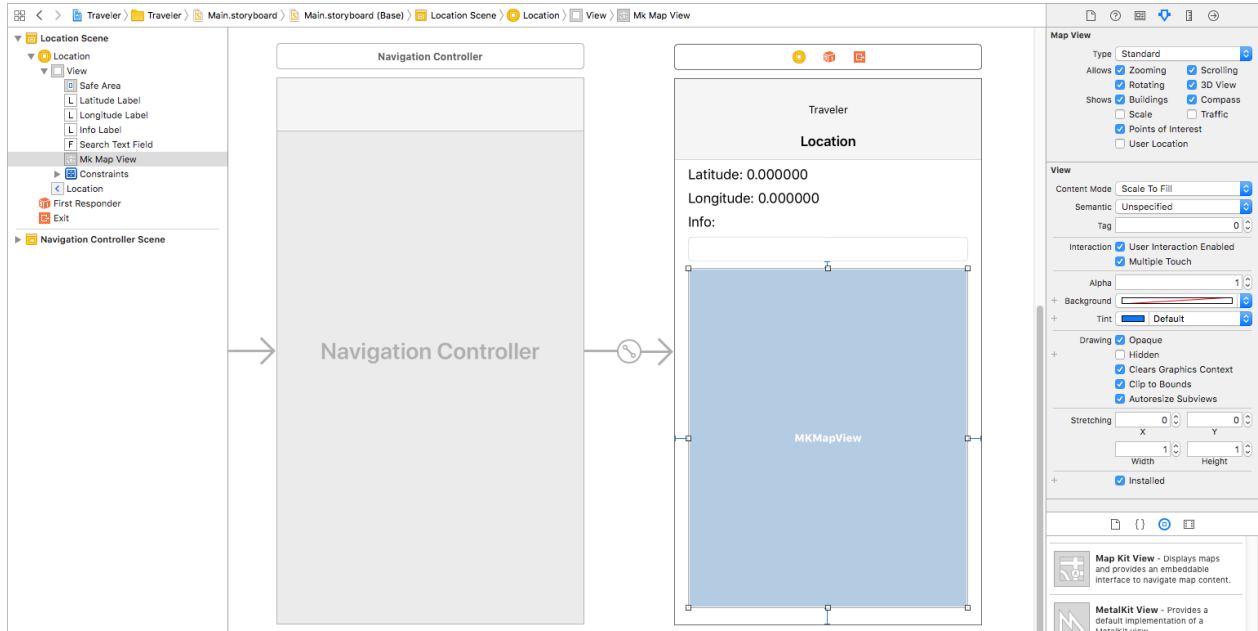 Traveler Traveler Main.storyboard Main.storyboard (Base) Location Scene Location View Mk Map View
Location Scene
Location
View
Safe Area
L Latitude Label
L Longitude Label
L Info Label
F Search Text Field
Mk Map View
Constraints
Location
First Responder
Exit
Navigation Controller Scene
Navigation Controller
Navigation Controller
Traveler
Location
Latitude: 0.000000
Longitude: 0.000000
Info:
MKMapView
Map View
Type Standard
Allows Zooming Scrolling
Rotating 3D View
Shows Buildings Compass
Scale Traffic
Points of Interest
User Location
View
Content Mode Scale To Fill
Semantic Unspecified
Tag 0
Interaction User Interaction Enabled
Multiple Touch
Alpha 1
Background
Tint Default
Drawing Opaque
Hidden
Clears Graphics Context
Clip to Bounds
Autoresize Subviews
Stretching 0 0
X Y
1 1
Width Height
Installed
Map Kit View - Displays maps
and provides an embeddable
interface to navigate map content.
MetalKit View - Provides a
default implementation of a
MetalKit view